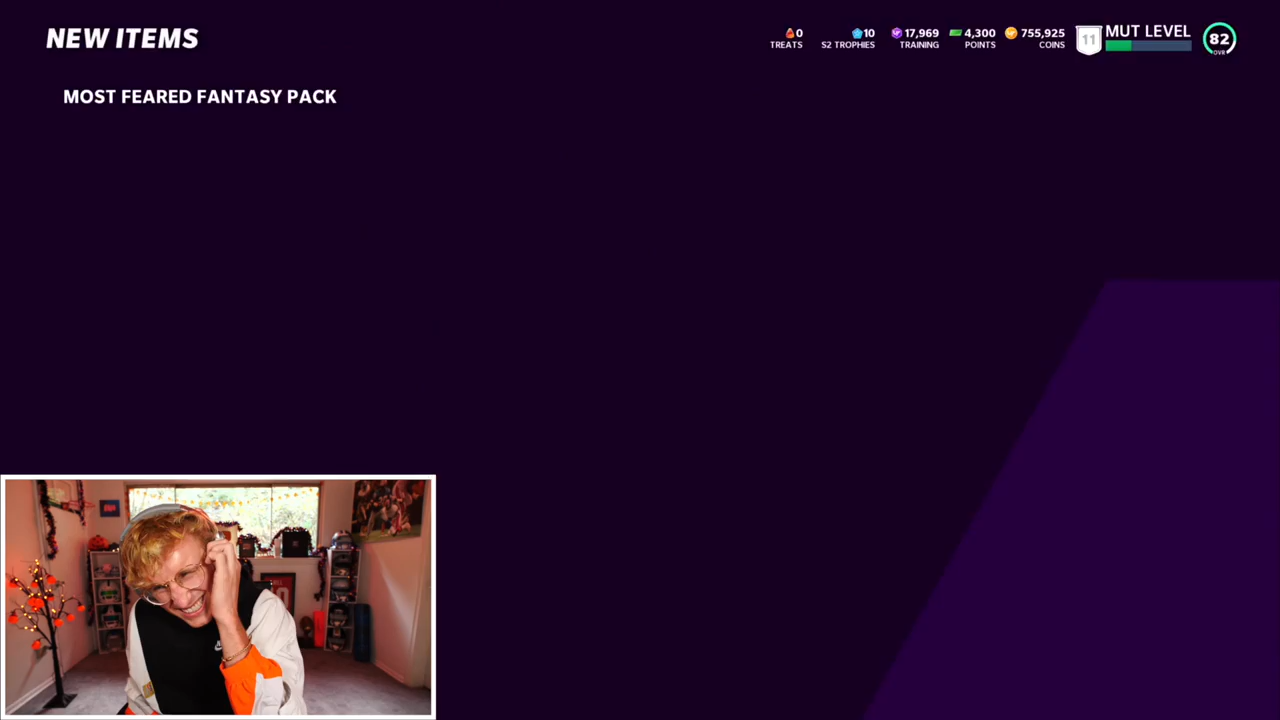 NEW ITEMS
0
TREATS
10
S2 TROPHIES
17,969
TRAINING
4,300
POINTS
755,925
COINS
11
MUT LEVEL
82
OVR
MOST FEARED FANTASY PACK